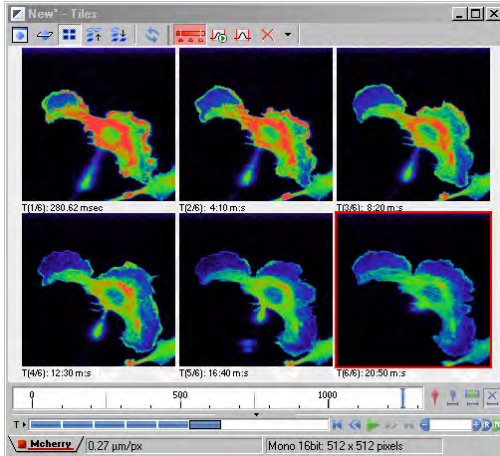 New* - Tiles
T(1/6): 280.62 msec
T(2/6): 4:10 m:s
T(3/6): 8:20 m:s
T(4/6): 12:30 m:s
T(5/6): 16:40 m:s
T(6/6): 20:50 m:s
0 500 1000
T
Mcherry 0.27 µm/px Mono 16bit: 512 x 512 pixels